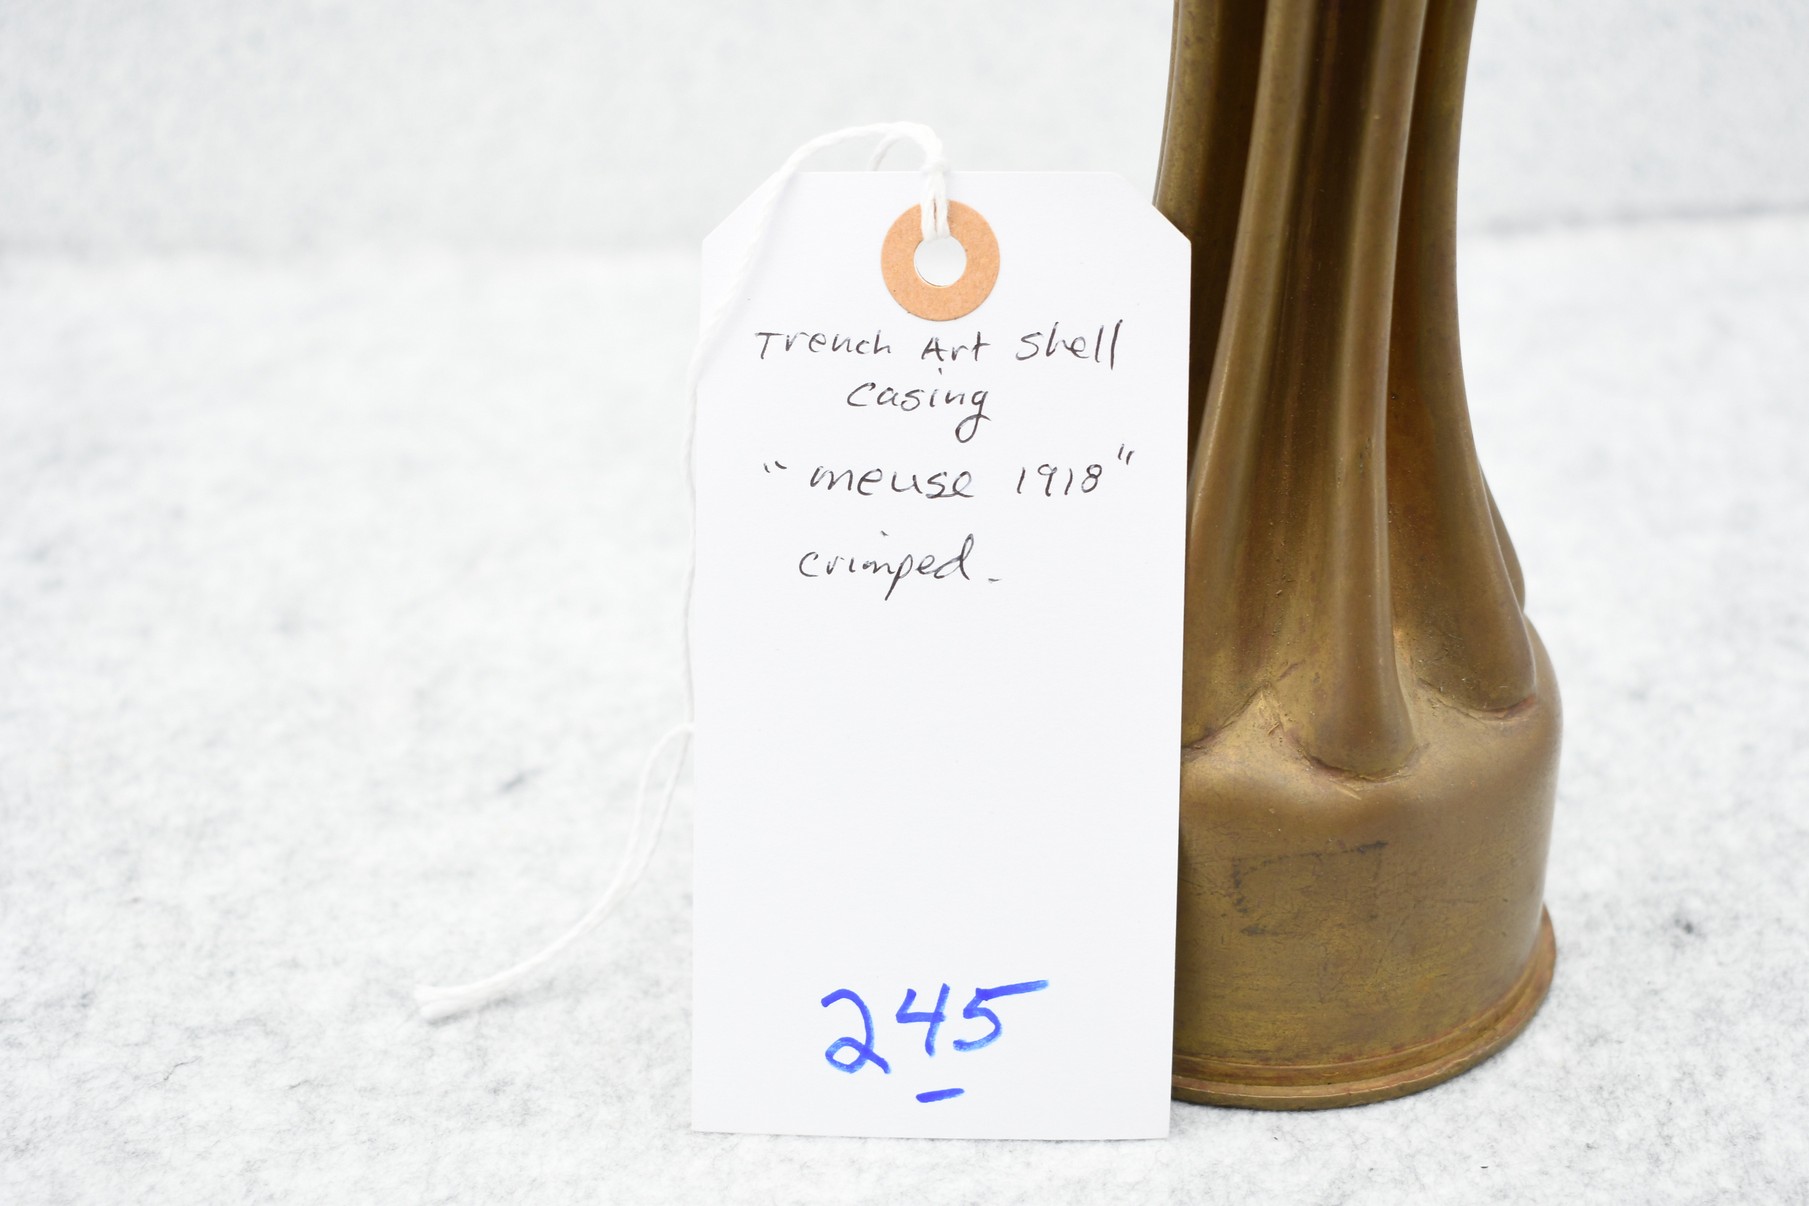 Trench Art Shell
Casing
"meuse 1918"
crimped.
245